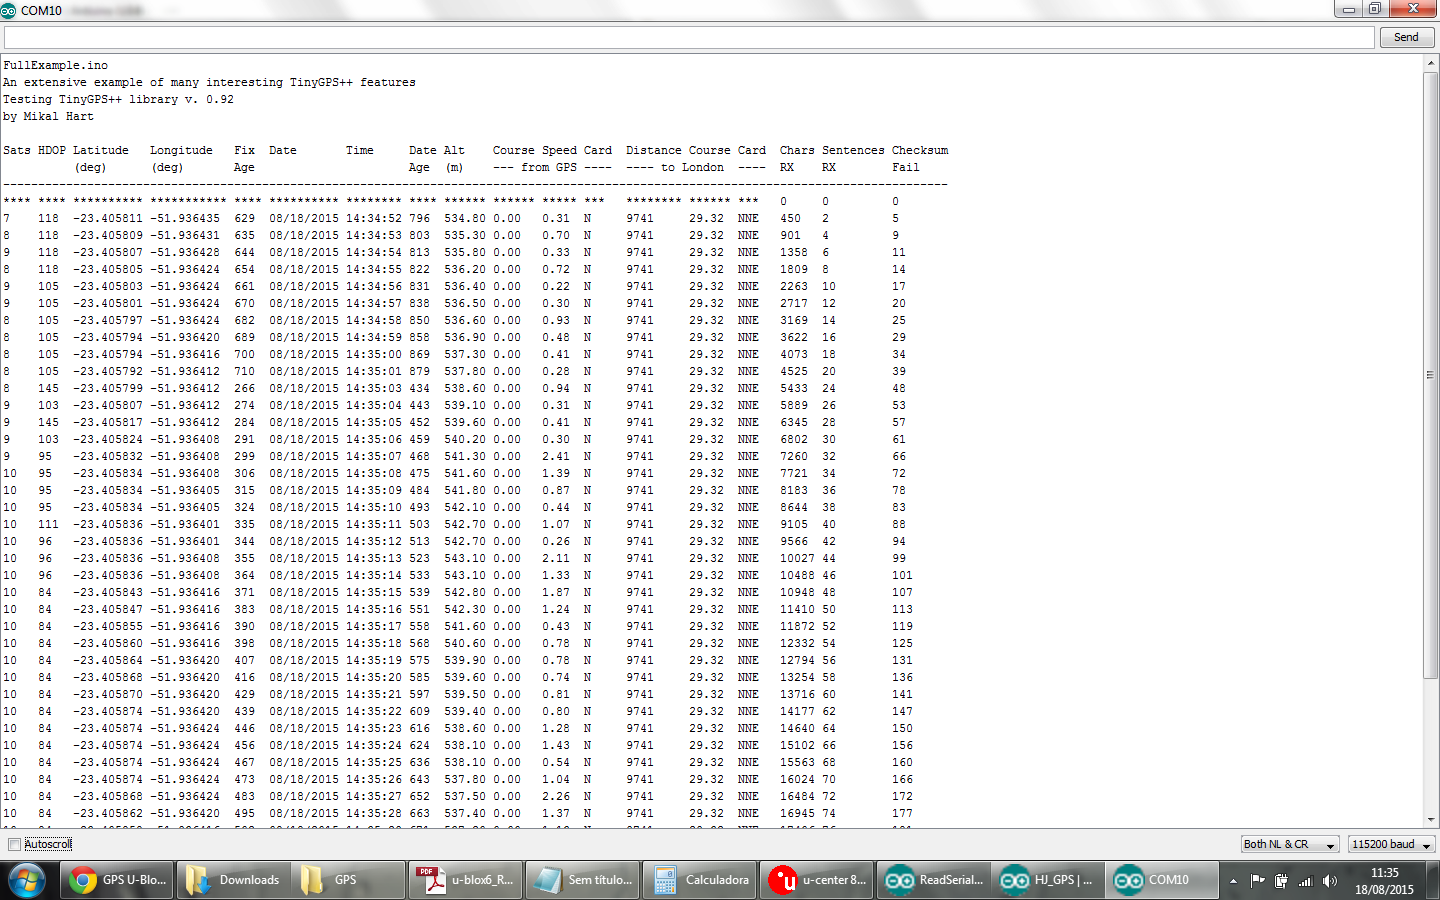 COM10
Send
FullExample.ino
An extensive example of many interesting TinyGPS++ features
Testing TinyGPS++ library v. 0.92
by Mikal Hart
Sats HDOP Latitude Longitude Fix Date Time Date Alt Course Speed Card Distance Course Card Chars Sentences Checksum
(deg) (deg) Age Age (m) --- from GPS ---- ---- to London ---- RX RX Fail
---------------------------------------------------------------------------------------------------------------------------------------
**** **** ********** *********** **** ********** ******** **** ****** ****** ***** *** ******** ****** *** 0 0 0
7 118 -23.405811 -51.936435 629 08/18/2015 14:34:52 796 534.80 0.00 0.31 N 9741 29.32 NNE 450 2 5
8 118 -23.405809 -51.936431 635 08/18/2015 14:34:53 803 535.30 0.00 0.70 N 9741 29.32 NNE 901 4 9
9 118 -23.405807 -51.936428 644 08/18/2015 14:34:54 813 535.80 0.00 0.33 N 9741 29.32 NNE 1358 6 11
8 118 -23.405805 -51.936424 654 08/18/2015 14:34:55 822 536.20 0.00 0.72 N 9741 29.32 NNE 1809 8 14
9 105 -23.405803 -51.936424 661 08/18/2015 14:34:56 831 536.40 0.00 0.22 N 9741 29.32 NNE 2263 10 17
9 105 -23.405801 -51.936424 670 08/18/2015 14:34:57 838 536.50 0.00 0.30 N 9741 29.32 NNE 2717 12 20
8 105 -23.405797 -51.936424 682 08/18/2015 14:34:58 850 536.60 0.00 0.93 N 9741 29.32 NNE 3169 14 25
8 105 -23.405794 -51.936424 689 08/18/2015 14:34:59 858 536.90 0.00 0.48 N 9741 29.32 NNE 3622 16 29
8 105 -23.405794 -51.936416 700 08/18/2015 14:35:00 869 537.30 0.00 0.41 N 9741 29.32 NNE 4073 18 34
8 105 -23.405792 -51.936412 710 08/18/2015 14:35:01 879 537.80 0.00 0.28 N 9741 29.32 NNE 4525 20 39
8 145 -23.405799 -51.936412 266 08/18/2015 14:35:03 434 538.60 0.00 0.94 N 9741 29.32 NNE 5433 24 48
9 103 -23.405807 -51.936412 274 08/18/2015 14:35:04 443 539.10 0.00 0.31 N 9741 29.32 NNE 5889 26 53
9 145 -23.405817 -51.936412 284 08/18/2015 14:35:05 452 539.60 0.00 0.41 N 9741 29.32 NNE 6345 28 57
9 103 -23.405824 -51.936408 291 08/18/2015 14:35:06 459 540.20 0.00 0.30 N 9741 29.32 NNE 6802 30 61
9 95 -23.405832 -51.936408 299 08/18/2015 14:35:07 468 541.30 0.00 2.41 N 9741 29.32 NNE 7260 32 66
10 95 -23.405834 -51.936408 306 08/18/2015 14:35:08 475 541.60 0.00 1.39 N 9741 29.32 NNE 7721 34 72
10 95 -23.405834 -51.936405 315 08/18/2015 14:35:09 484 541.80 0.00 0.87 N 9741 29.32 NNE 8183 36 78
10 95 -23.405834 -51.936405 324 08/18/2015 14:35:10 493 542.10 0.00 0.44 N 9741 29.32 NNE 8644 38 83
10 111 -23.405836 -51.936401 335 08/18/2015 14:35:11 503 542.70 0.00 1.07 N 9741 29.32 NNE 9105 40 88
10 96 -23.405836 -51.936401 344 08/18/2015 14:35:12 513 542.70 0.00 0.26 N 9741 29.32 NNE 9566 42 94
10 96 -23.405836 -51.936408 355 08/18/2015 14:35:13 523 543.10 0.00 2.11 N 9741 29.32 NNE 10027 44 99
10 96 -23.405836 -51.936408 364 08/18/2015 14:35:14 533 543.10 0.00 1.33 N 9741 29.32 NNE 10488 46 101
10 84 -23.405843 -51.936416 371 08/18/2015 14:35:15 539 542.80 0.00 1.87 N 9741 29.32 NNE 10948 48 107
10 84 -23.405847 -51.936416 383 08/18/2015 14:35:16 551 542.30 0.00 1.24 N 9741 29.32 NNE 11410 50 113
10 84 -23.405855 -51.936416 390 08/18/2015 14:35:17 558 541.60 0.00 0.43 N 9741 29.32 NNE 11872 52 119
10 84 -23.405860 -51.936416 398 08/18/2015 14:35:18 568 540.60 0.00 0.78 N 9741 29.32 NNE 12332 54 125
10 84 -23.405864 -51.936420 407 08/18/2015 14:35:19 575 539.90 0.00 0.78 N 9741 29.32 NNE 12794 56 131
10 84 -23.405868 -51.936420 416 08/18/2015 14:35:20 585 539.60 0.00 0.74 N 9741 29.32 NNE 13254 58 136
10 84 -23.405870 -51.936420 429 08/18/2015 14:35:21 597 539.50 0.00 0.81 N 9741 29.32 NNE 13716 60 141
10 84 -23.405874 -51.936420 439 08/18/2015 14:35:22 609 539.40 0.00 0.80 N 9741 29.32 NNE 14177 62 147
10 84 -23.405874 -51.936424 446 08/18/2015 14:35:23 616 538.60 0.00 1.28 N 9741 29.32 NNE 14640 64 150
10 84 -23.405874 -51.936424 456 08/18/2015 14:35:24 624 538.10 0.00 1.43 N 9741 29.32 NNE 15102 66 156
10 84 -23.405874 -51.936424 467 08/18/2015 14:35:25 636 538.10 0.00 0.54 N 9741 29.32 NNE 15563 68 160
10 84 -23.405874 -51.936424 473 08/18/2015 14:35:26 643 537.80 0.00 1.04 N 9741 29.32 NNE 16024 70 166
10 84 -23.405868 -51.936424 483 08/18/2015 14:35:27 652 537.50 0.00 2.26 N 9741 29.32 NNE 16484 72 172
10 84 -23.405862 -51.936420 495 08/18/2015 14:35:28 663 537.40 0.00 1.37 N 9741 29.32 NNE 16945 74 177
Autoscroll
Both NL & CR
115200 baud
GPS U-Blo...
Downloads
GPS
u-blox6_R...
Sem título...
Calculadora
u-center 8...
ReadSerial...
HJ_GPS | ...
COM10
11:35
18/08/2015